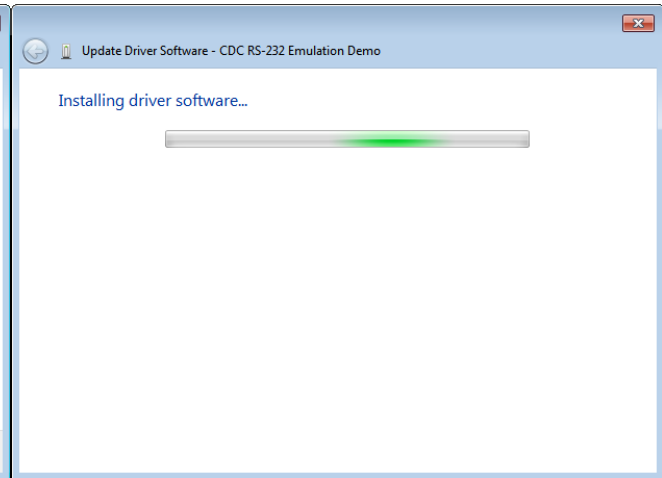 Update Driver Software - CDC RS-232 Emulation Demo
Installing driver software...